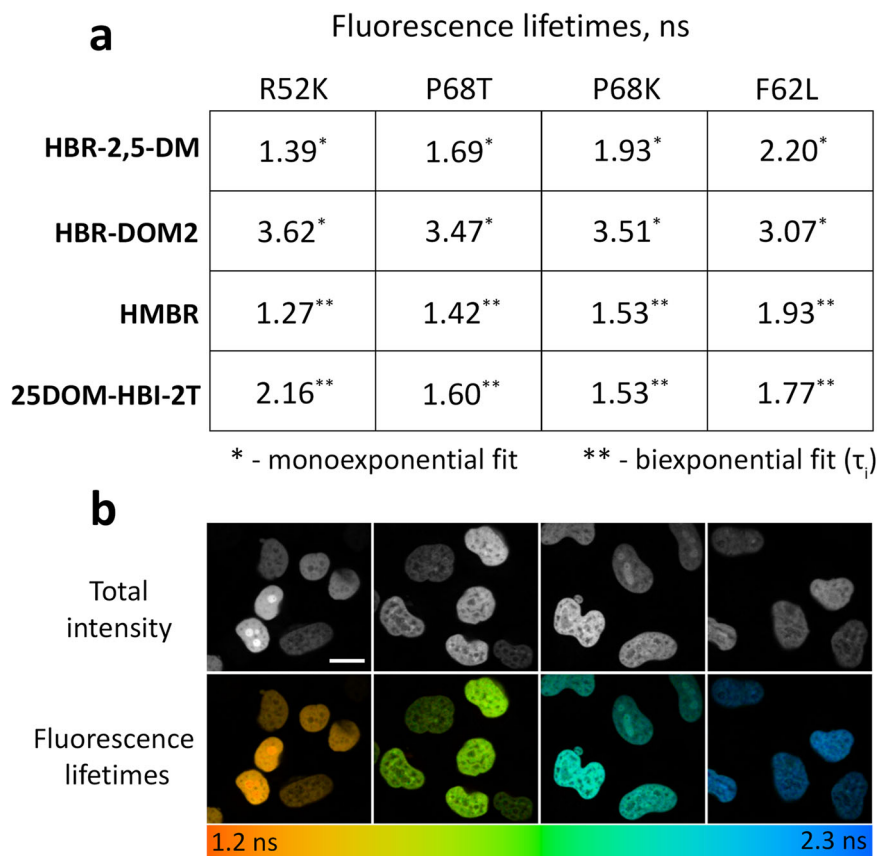 a
Fluorescence lifetimes, ns
R52K P68T P68K F62L
HBR-2,5-DM 1.39* 1.69* 1.93* 2.20*
HBR-DOM2 3.62* 3.47* 3.51* 3.07*
HMBR 1.27** 1.42** 1.53** 1.93**
25DOM-HBI-2T 2.16** 1.60** 1.53** 1.77**
* - monoexponential fit ** - biexponential fit (τi)
b
Total
intensity
Fluorescence
lifetimes
1.2 ns 2.3 ns